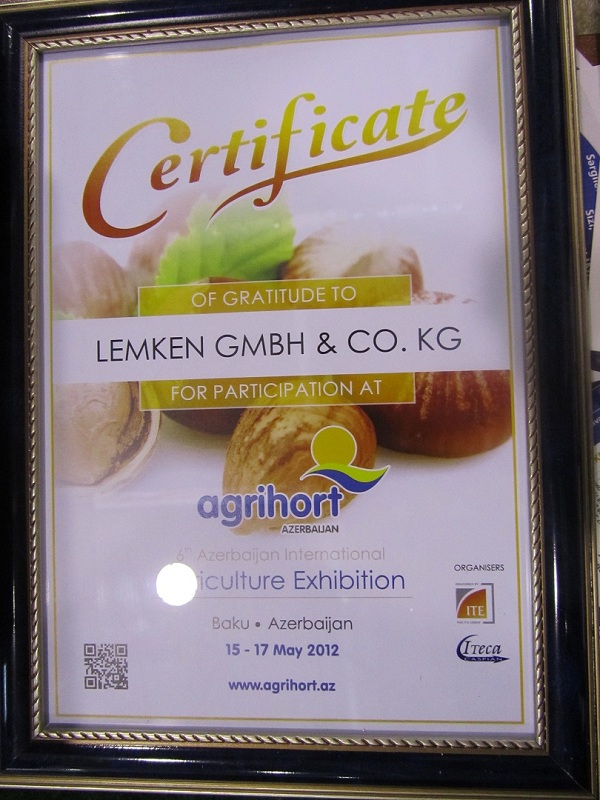 Certificate
OF GRATITUDE TO
LEMKEN GMBH & CO. KG
FOR PARTICIPATION AT
agrihort
AZERBAIJAN
6th Azerbaijan International
Exhibition
ORGANISERS
ITE
Iteca
CASPIAN
Baku • Azerbaijan
15 - 17 May 2012
www.agrihort.az